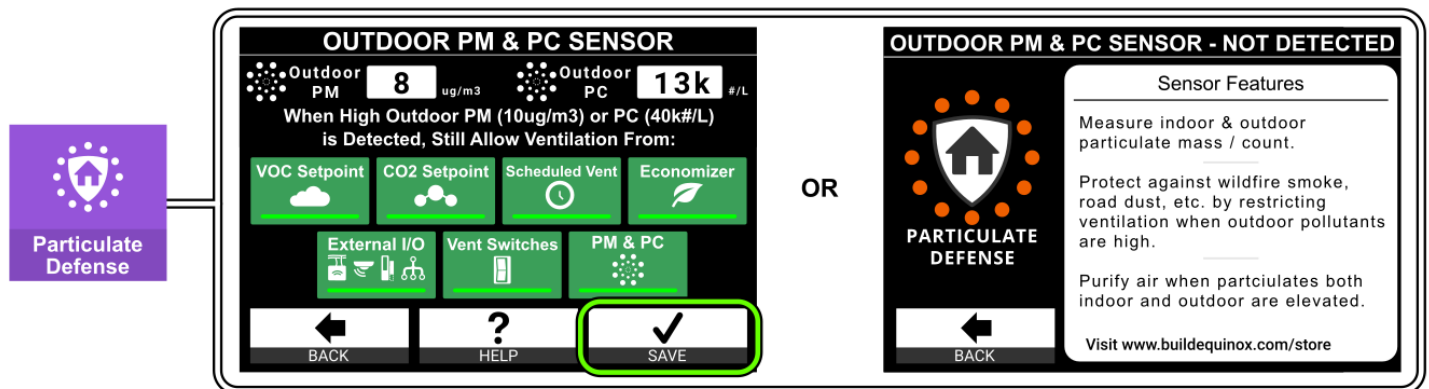 Particulate
Defense
OUTDOOR PM & PC SENSOR
Outdoor
PM
8
ug/m3
Outdoor
PC
13k
#/L
When High Outdoor PM (10ug/m3) or PC (40k#/L)
is Detected, Still Allow Ventilation From:
VOC Setpoint
CO2 Setpoint
Scheduled Vent
Economizer
External I/O
Vent Switches
PM & PC
BACK
?
HELP
SAVE
OR
OUTDOOR PM & PC SENSOR - NOT DETECTED
PARTICULATE
DEFENSE
BACK
Sensor Features
Measure indoor & outdoor
particulate mass / count.
Protect against wildfire smoke,
road dust, etc. by restricting
ventilation when outdoor pollutants
are high.
Purify air when partciulates both
indoor and outdoor are elevated.
Visit www.buildequinox.com/store